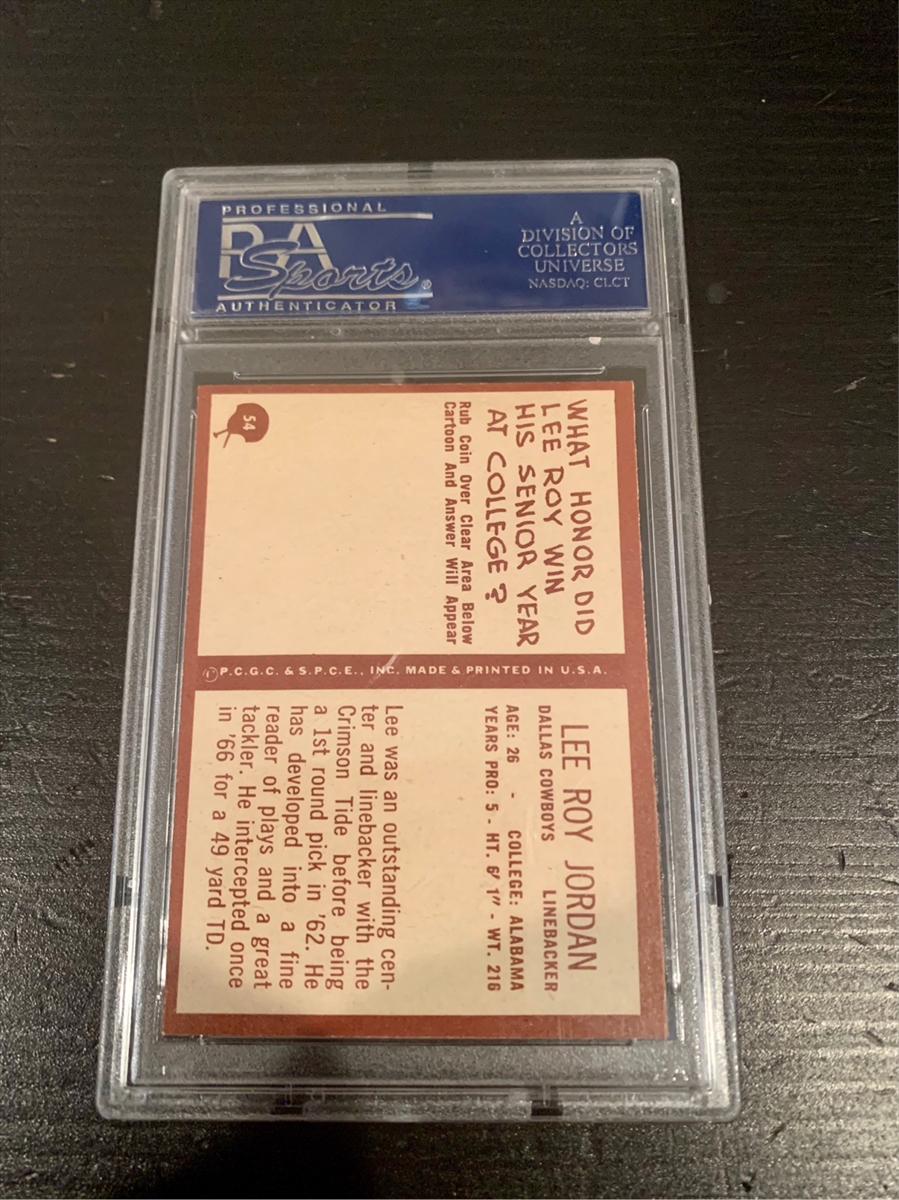 PROFESSIONAL
PSA
Sports®
AUTHENTICATOR
A
DIVISION OF
COLLECTORS
UNIVERSE
NASDAQ: CLCT
54
WHAT HONOR DID
LEE ROY WIN
HIS SENIOR YEAR
AT COLLEGE?
Rub Coin Over Clear Area Below
Cartoon And Answer Will Appear
©P.C.G.C. & S.P.C.E., INC. MADE & PRINTED IN U.S.A.
LEE ROY JORDAN
DALLAS COWBOYS LINEBACKER
AGE: 26 - COLLEGE: ALABAMA
YEARS PRO: 5 - HT. 6' 1" - WT. 216
Lee was an outstanding cen-
ter and linebacker with the
Crimson Tide before being
a 1st round pick in '62. He
has developed into a fine
reader of plays and a great
tackler. He intercepted once
in '66 for a 49 yard TD.